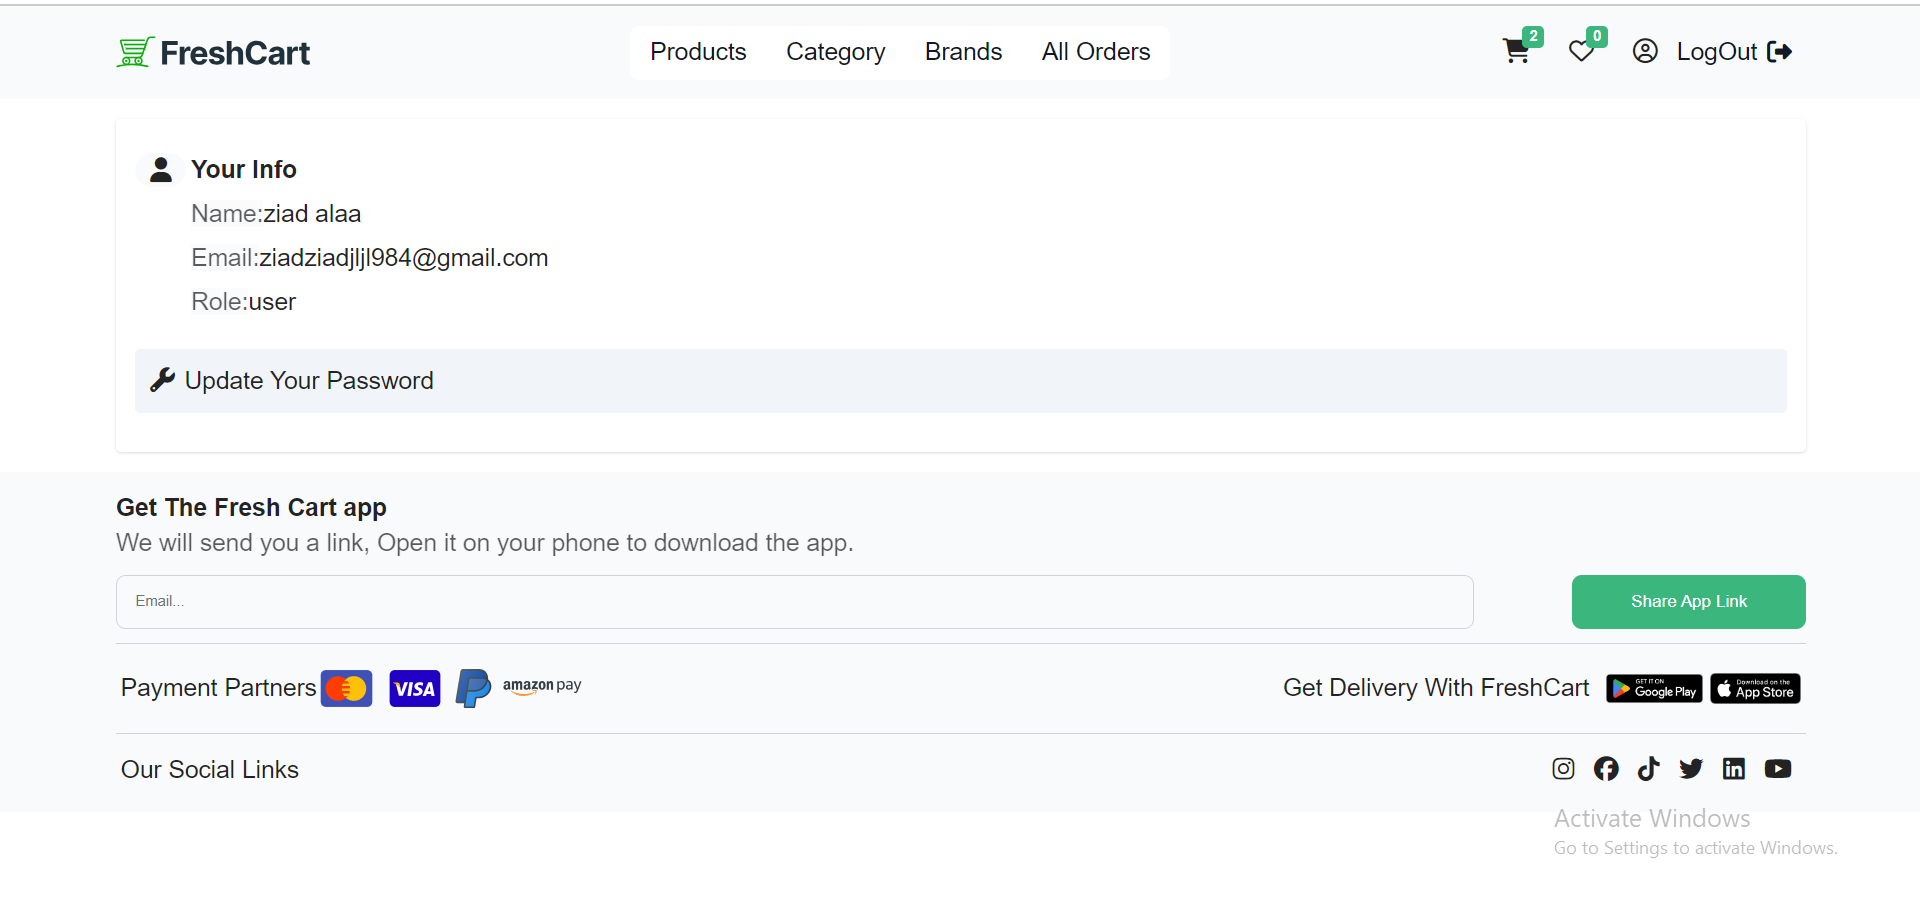 FreshCart
Products Category Brands All Orders
2
0
LogOut
Your Info
Name:ziad alaa
Email:ziadziadjljl984@gmail.com
Role:user
Update Your Password
Get The Fresh Cart app
We will send you a link, Open it on your phone to download the app.
Email...
Share App Link
Payment Partners
VISA
amazon pay
Get Delivery With FreshCart
GET IT ON
Google Play
Download on the
App Store
Our Social Links
Activate Windows
Go to Settings to activate Windows.